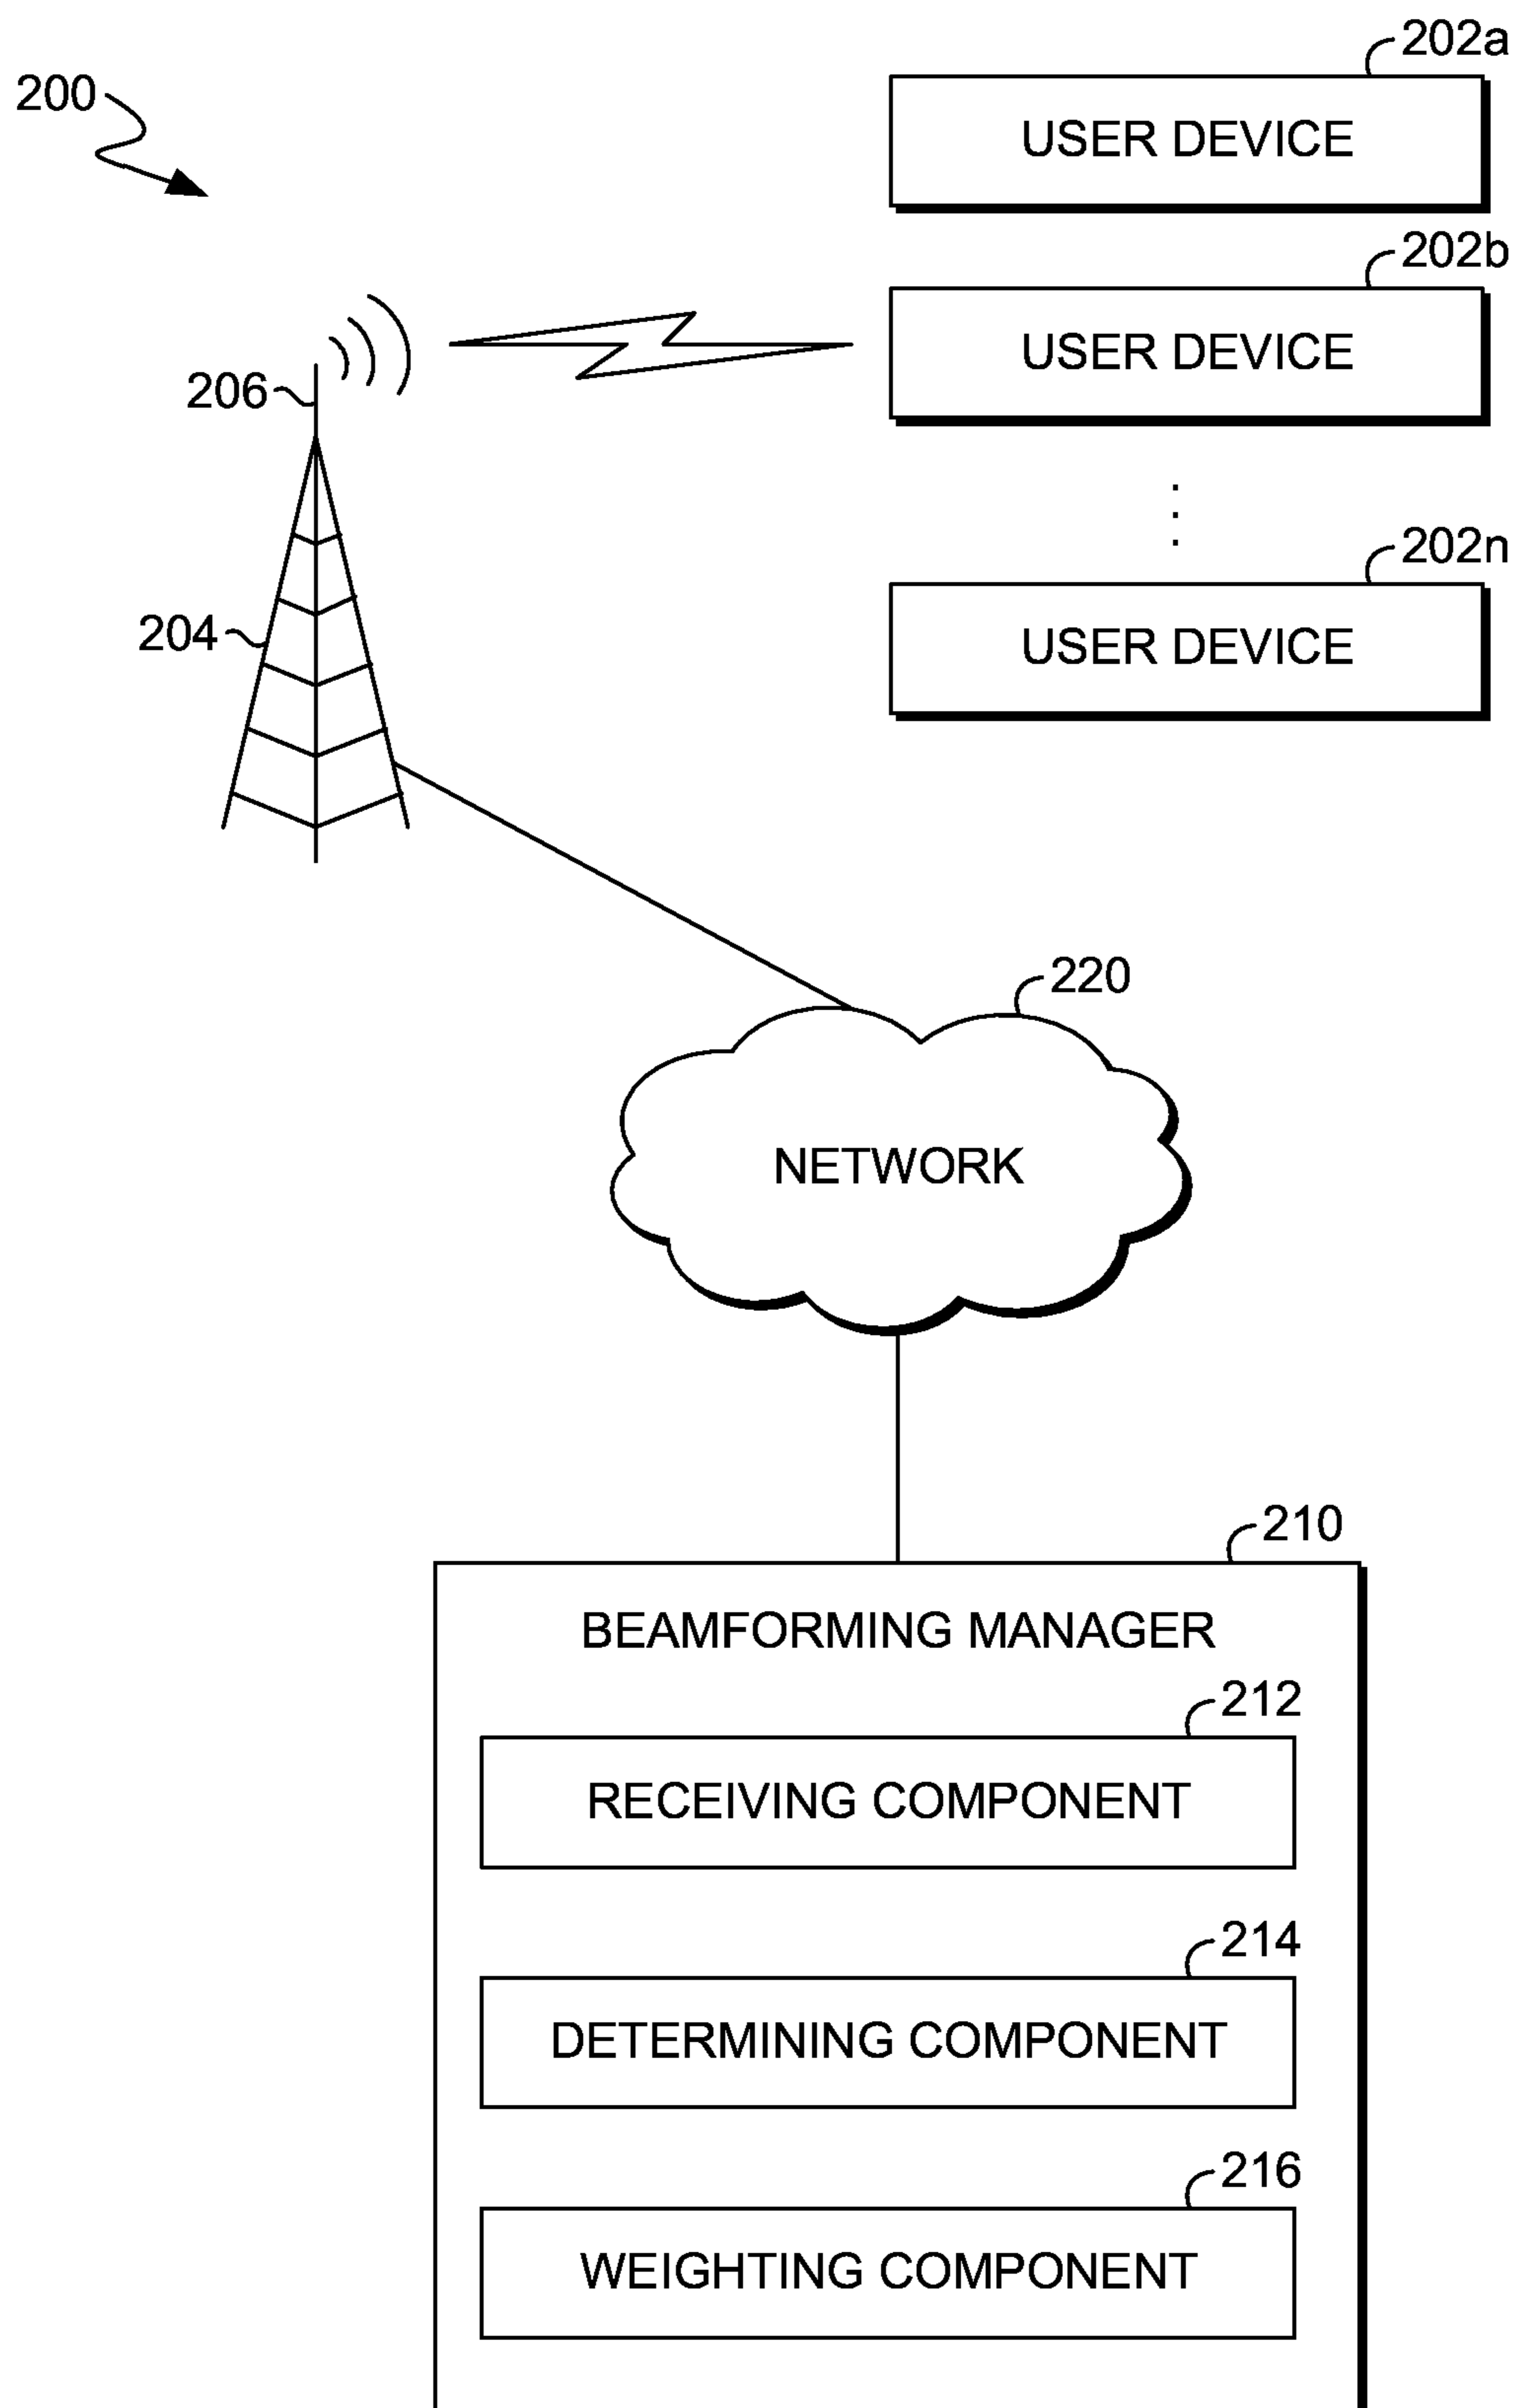 202a
200
USER DEVICE
202b
USER DEVICE
206
202n
204
USER DEVICE
220
NETWORK
210
BEAMFORMING MANAGER
212
RECEIVING COMPONENT
214
DETERMINING COMPONENT
216
WEIGHTING COMPONENT